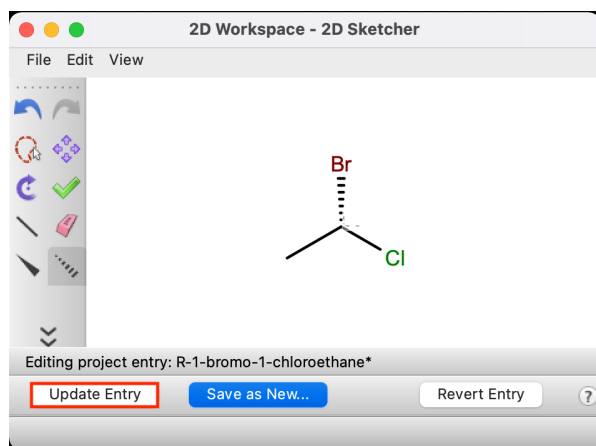 2D Workspace - 2D Sketcher
File Edit View
Br
Cl
Editing project entry: R-1-bromo-1-chloroethane*
Update Entry Save as New... Revert Entry ?